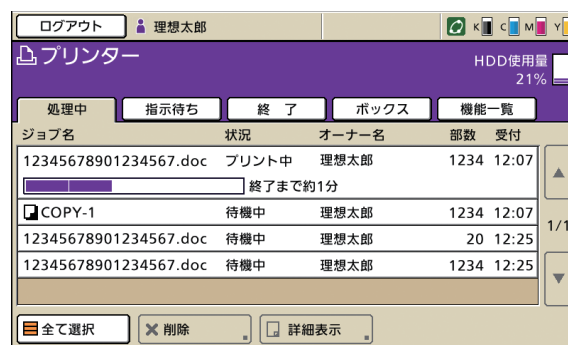 ログアウト 理想太郎 K C M Y
プリンター
HDD使用量
21%
処理中 指示待ち 終 了 ボックス 機能一覧
ジョブ名 状況 オーナー名 部数 受付
12345678901234567.doc プリント中 理想太郎 1234 12:07
終了まで約1分
COPY-1 待機中 理想太郎 1234 12:07
1/1
12345678901234567.doc 待機中 理想太郎 20 12:25
12345678901234567.doc 待機中 理想太郎 1234 12:25
全て選択 削除 詳細表示